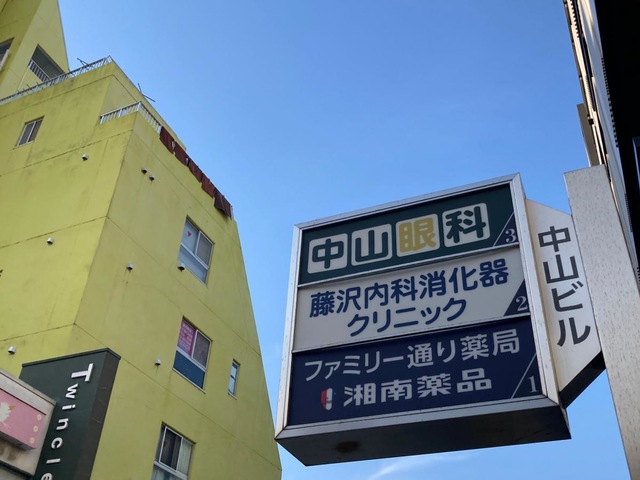 中山眼科 3
藤沢内科消化器
クリニック 2
ファミリー通り薬局
湘南薬品 1
中山ビル
Twincle